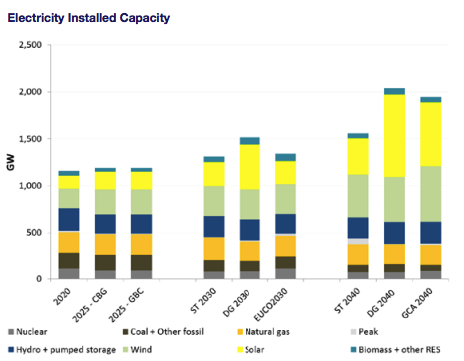 Electricity Installed Capacity
2,500
2,000
1,500
1,000
500
0
GW
2020
2025 - CBG
2025 - GBC
ST 2030
DG 2030
EUCO2030
ST 2040
DG 2040
GCA 2040
Nuclear
Coal + Other fossil
Natural gas
Peak
Hydro + pumped storage
Wind
Solar
Biomass + other RES